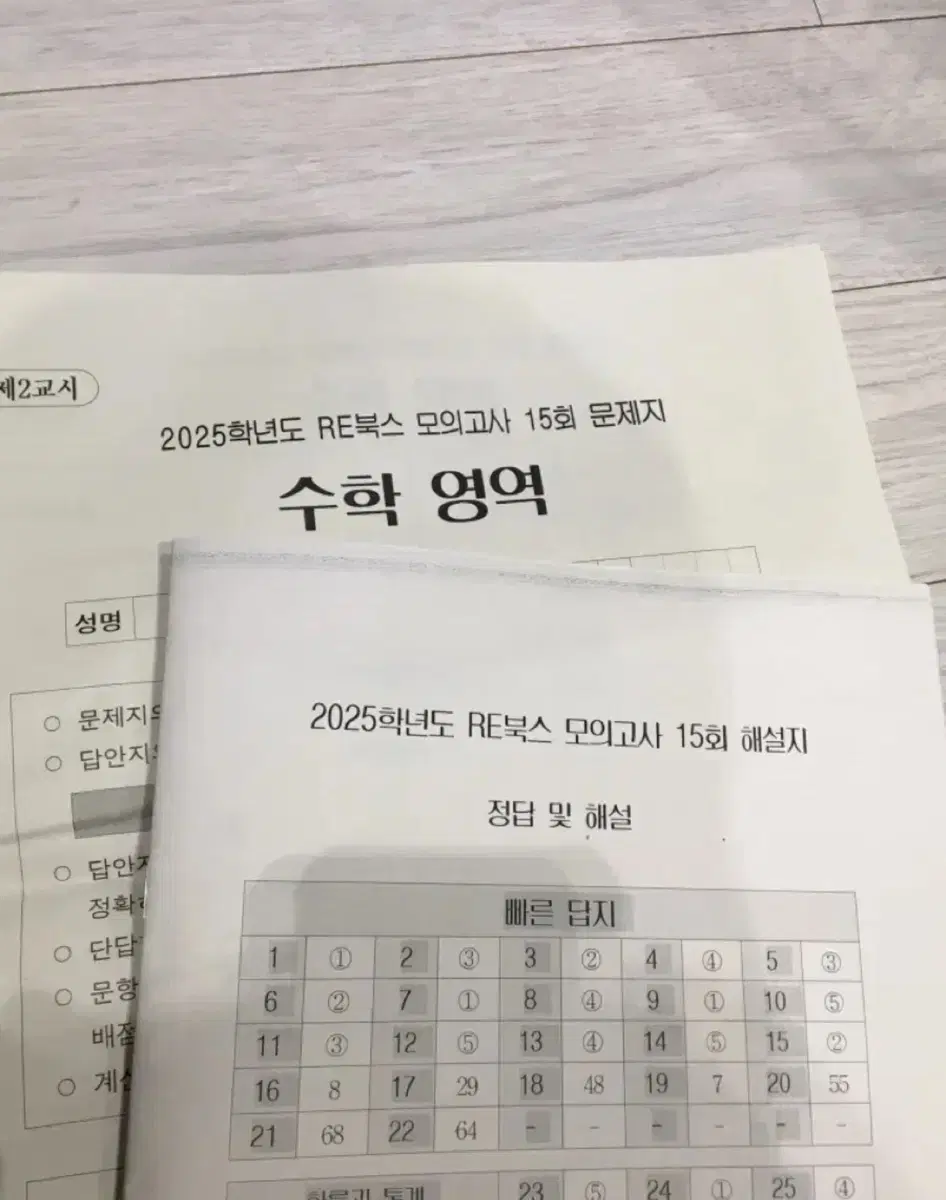 제2교시
2025학년도 RE북스 모의고사 15회 문제지
수학 영역
성명
문제지
답안지
정확
단답
문항
배점
2025학년도 RE북스 모의고사 15회 해설지
정답 및 해설
빠른 답지
1 ① 2 ③ 3 ② 4 ④ 5 ③
6 ② 7 ① 8 ④ 9 ① 10 ⑤
11 ③ 12 ⑤ 13 ④ 14 ⑤ 15 ②
16 8 17 29 18 48 19 7 20 55
21 68 22 64 - - - - - -
확률과 통계 23 ⑤ 24 ① 25 ④